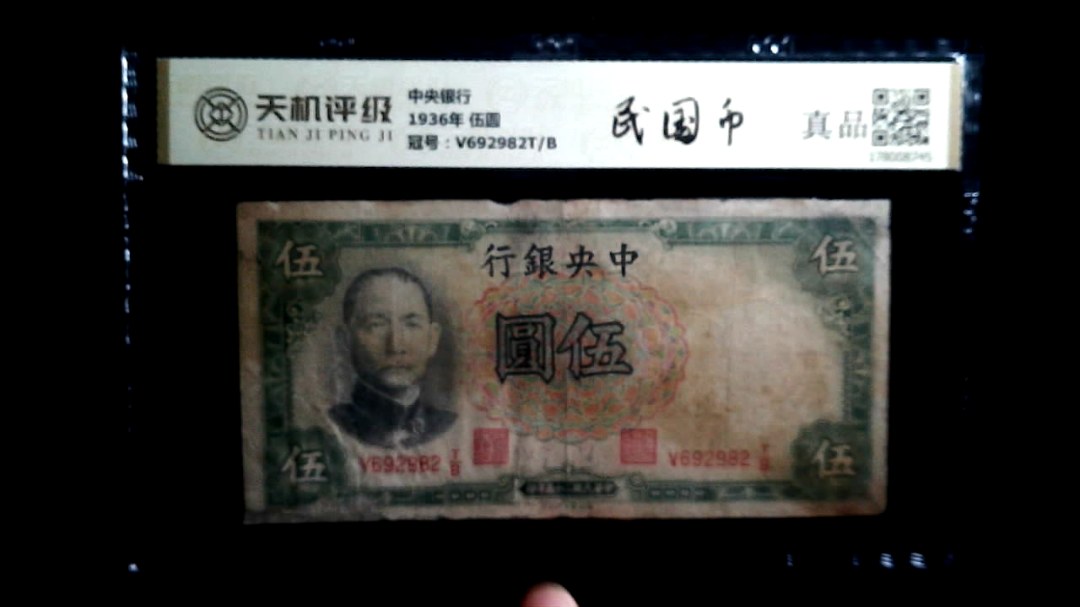 天机评级
TIAN JI PING JI
中央银行
1936年 伍圆
冠号：V692982T/B
民国币
真品
伍
行銀央中
伍
圓伍
伍
V692982 T/B
V692982 T/B
伍